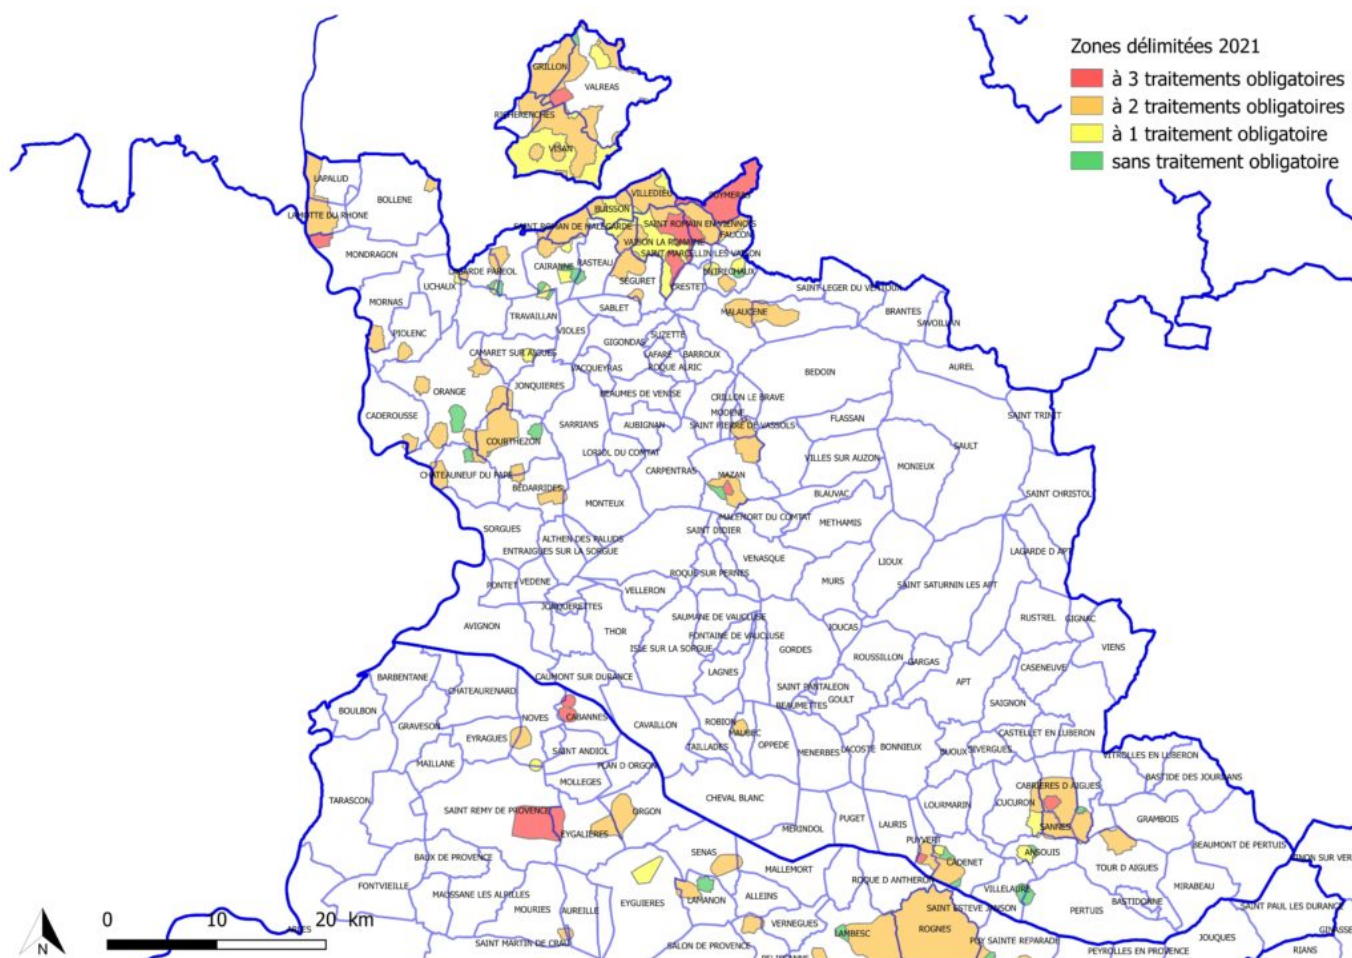 Zones délimitées 2021
à 3 traitements obligatoires
à 2 traitements obligatoires
à 1 traitement obligatoire
sans traitement obligatoire
GRILLON
VALREAS
RICHERENCHES
VISAN
LAPALUD
BOLLENE
LAMOTTE DU RHONE
MONDRAGON
VILLEDIEU
PUYMERAS
BUISSON
SAINT ROMAN DE MALEGARDE
SAINT ROMAIN EN VIENNOIS
FAUCON
VAISON LA ROMAINE
SAINT MARCELLIN LES VAISON
CAIRANNE
RASTEAU
LAGARDE PAREOL
ENTRECHAUX
SEGURET
CRESTET
UCHAUX
SAINT LEGER DU VENTOUX
MORNAS
TRAVAILLAN
SABLET
MALAUCENE
BRANTES
SAVOILLAN
PIOLENC
VIOLES
SUZETTE
GIGONDAS
CAMARET SUR AIGUES
LAFARE
BARROUX
ROQUE ALRIC
VACQUEYRAS
BEDOIN
AUREL
ORANGE
JONQUIERES
BEAUMES DE VENISE
CRILLON LE BRAVE
MODENE
CADEROUSSE
SARRIANS
AUBIGNAN
SAINT PIERRE DE VASSOLS
FLASSAN
SAINT TRINIT
COURTHEZON
SAULT
LORIOL DU COMTAT
VILLES SUR AUZON
MONIEUX
CHATEAUNEUF DU PAPE
CARPENTRAS
MAZAN
BEDARRIDES
BLAUVAC
SAINT CHRISTOL
MONTEUX
MALEMORT DU COMTAT
METHAMIS
SORGUES
SAINT DIDIER
ALTHEN DES PALUDS
ENTRAIGUES SUR LA SORGUE
VENASQUE
LIOUX
LAGARDE D APT
ROQUE SUR PERNES
MURS
SAINT SATURNIN LES APT
PONTET
VEDENE
VELLERON
JONQUERETTES
SAUMANE DE VAUCLUSE
RUSTREL
GIGNAC
AVIGNON
THOR
FONTAINE DE VAUCLUSE
JOUCAS
ISLE SUR LA SORGUE
GORDES
ROUSSILLON
GARGAS
VIENS
CASENEUVE
BARBENTANE
CAUMONT SUR DURANCE
LAGNES
APT
CHATEAURENARD
SAINT PANTALEON
GOULT
BEAUMETTES
SAIGNON
BOULBON
NOVES
CABANNES
GRAVESON
CAVAILLON
ROBION
MAUBEC
EYRAGUES
SAINT ANDIOL
TAILLADES
OPPEDE
MENERBES
LACOSTE
BONNIEUX
BUOUX
SIVERGUES
CASTELLET EN LUBERON
MAILLANE
PLAN D ORGON
VITROLLES EN LUBERON
MOLLEGES
BASTIDE DES JOURDANS
TARASCON
CHEVAL BLANC
CABRIERES D AIGUES
SAINT REMY DE PROVENCE
ORGON
LOURMARIN
CUCURON
PUGET
GRAMBOIS
EYGALIERES
MERINDOL
LAURIS
SANNES
PUYVERT
BEAUMONT DE PERTUIS
BAUX DE PROVENCE
SENAS
MALLEMORT
CADENET
ANSOUIS
TOUR D AIGUES
FONTVIEILLE
ROQUE D ANTHERON
VILLELAURE
MIRABEAU
MAUSSANE LES ALPILLES
EYGUIERES
LAMANON
ALLEINS
BASTIDONNE
MOURIES
AUREILLE
SAINT ESTEVE JANSON
PERTUIS
SAINT PAUL LES DURANCE
VERNEGUES
LAMBESC
ROGNES
SAINT MARTIN DE CRAU
SALON DE PROVENCE
PUY SAINTE REPARADE
JOUQUES
PEYROLLES EN PROVENCE
RIANS
0 10 20 km
N